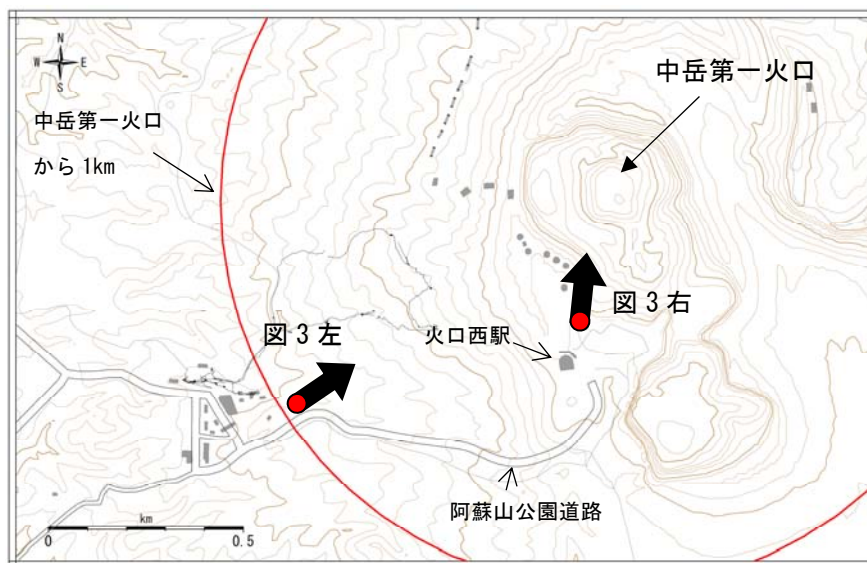 N
W E
S
中岳第一火口
から 1km
中岳第一火口
図 3 左
図 3 右
火口西駅
阿蘇山公園道路
km
0 0.5